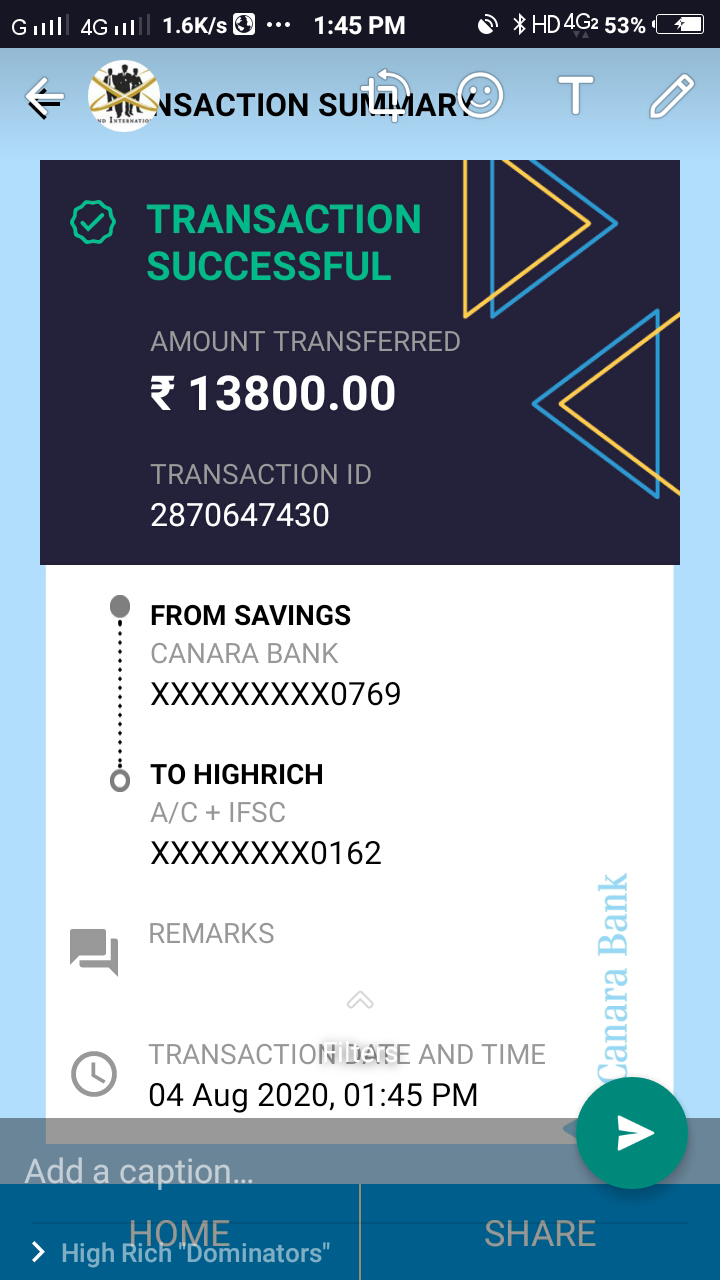 G 4G 1.6K/s ••• 1:45 PM HD 4G2 53%
NSACTION SUMMARY
ND INTERNATIO
T
TRANSACTION
SUCCESSFUL
AMOUNT TRANSFERRED
₹ 13800.00
TRANSACTION ID
2870647430
FROM SAVINGS
CANARA BANK
XXXXXXXXX0769
TO HIGHRICH
A/C + IFSC
XXXXXXXX0162
REMARKS
Canara Bank
Filters
TRANSACTION DATE AND TIME
04 Aug 2020, 01:45 PM
Add a caption...
HOME
SHARE
High Rich "Dominators"